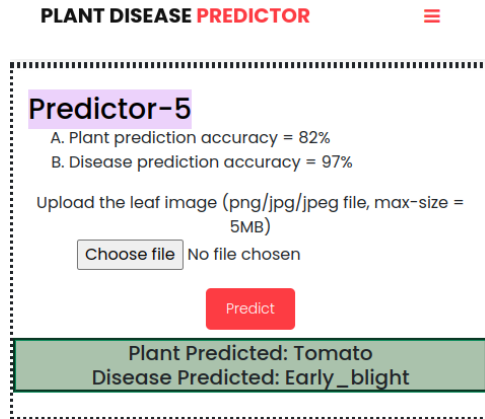 PLANT DISEASE PREDICTOR
Predictor-5
A. Plant prediction accuracy = 82%
B. Disease prediction accuracy = 97%
Upload the leaf image (png/jpg/jpeg file, max-size =
5MB)
Choose file No file chosen
Predict
Plant Predicted: Tomato
Disease Predicted: Early_blight